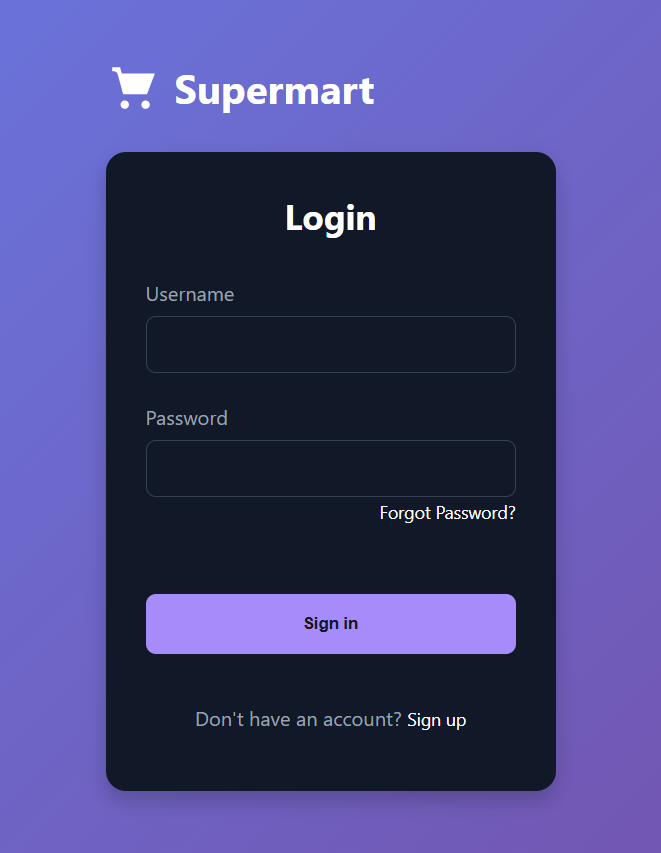 Supermart
Login
Username
Password
Forgot Password?
Sign in
Don't have an account? Sign up